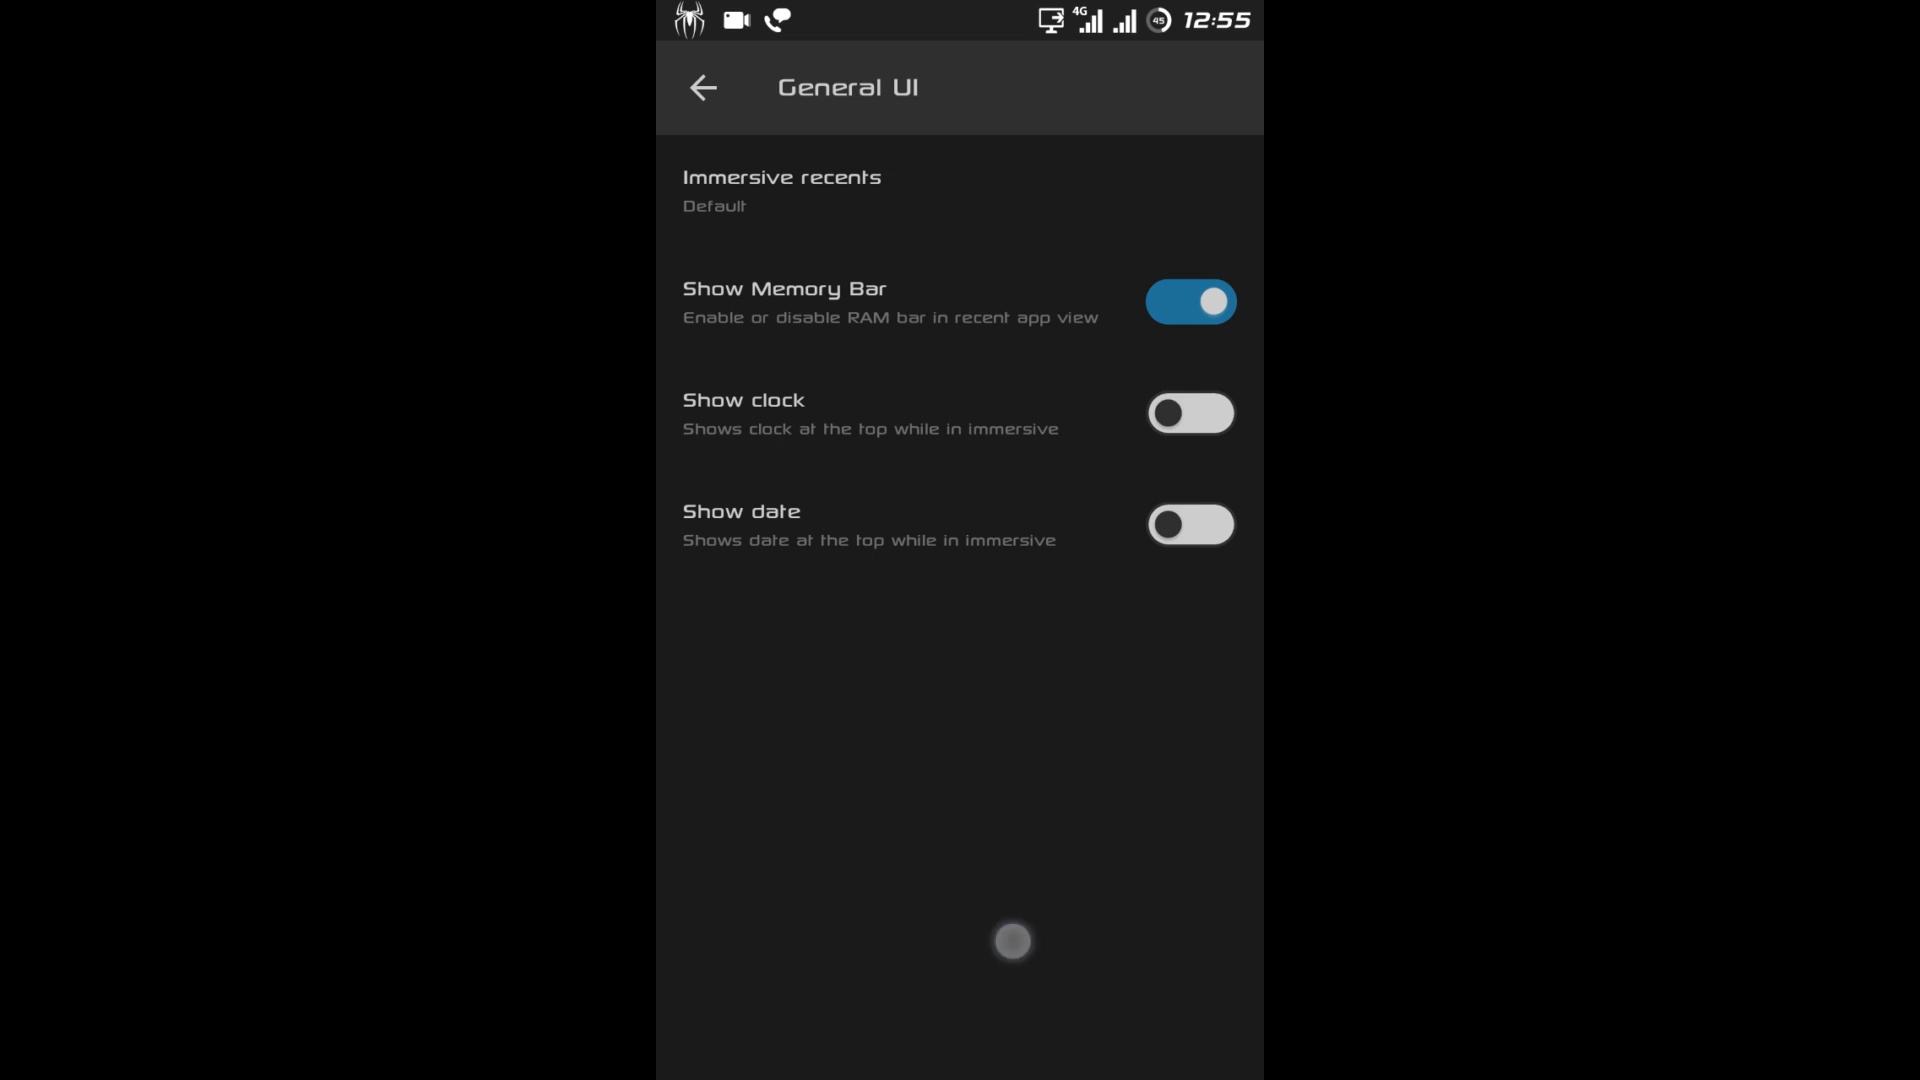 4G 45 12:55
General UI
Immersive recents
Default
Show Memory Bar
Enable or disable RAM bar in recent app view
Show clock
Shows clock at the top while in immersive
Show date
Shows date at the top while in immersive